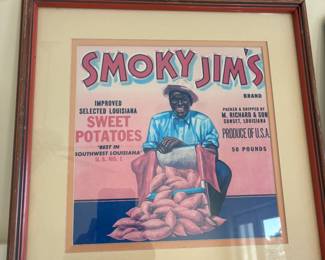 SMOKY JIM'S
BRAND
IMPROVED
SELECTED LOUISIANA
SWEET
POTATOES
"BEST IN
SOUTHWEST LOUISIANA"
U. S. NO. 1
PACKED & SHIPPED BY
M. RICHARD & SON
SUNSET, LOUISIANA
PRODUCE OF U.S.A.
50 POUNDS